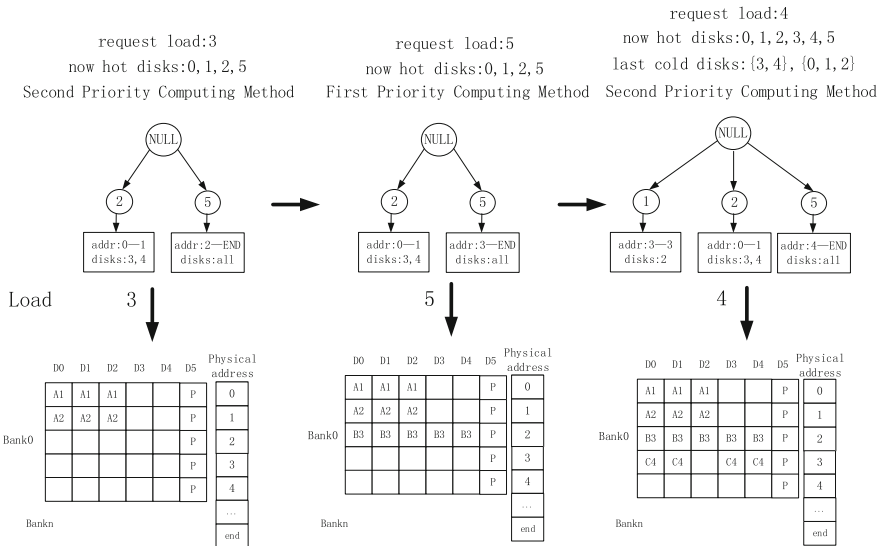 request load:3
now hot disks:0,1,2,5
Second Priority Computing Method
NULL
2
5
addr:0—1
disks:3,4
addr:2—END
disks:all
request load:5
now hot disks:0,1,2,5
First Priority Computing Method
NULL
2
5
addr:0—1
disks:3,4
addr:3—END
disks:all
request load:4
now hot disks:0,1,2,3,4,5
last cold disks:{3,4},{0,1,2}
Second Priority Computing Method
NULL
1
2
5
addr:3—3
disks:2
addr:0—1
disks:3,4
addr:4—END
disks:all
Load 3 5 4
D0 D1 D2 D3 D4 D5 Physical address
A1 A1 A1 P 0
A2 A2 A2 P 1
Bank0 P 2
P 3
P 4
...
Bankn
end
D0 D1 D2 D3 D4 D5 Physical address
A1 A1 A1 P 0
A2 A2 A2 P 1
Bank0 B3 B3 B3 B3 B3 P 2
P 3
P 4
...
Bankn
end
D0 D1 D2 D3 D4 D5 Physical address
A1 A1 A1 P 0
A2 A2 A2 P 1
Bank0 B3 B3 B3 B3 B3 P 2
C4 C4 C4 C4 P 3
P 4
...
Bankn
end